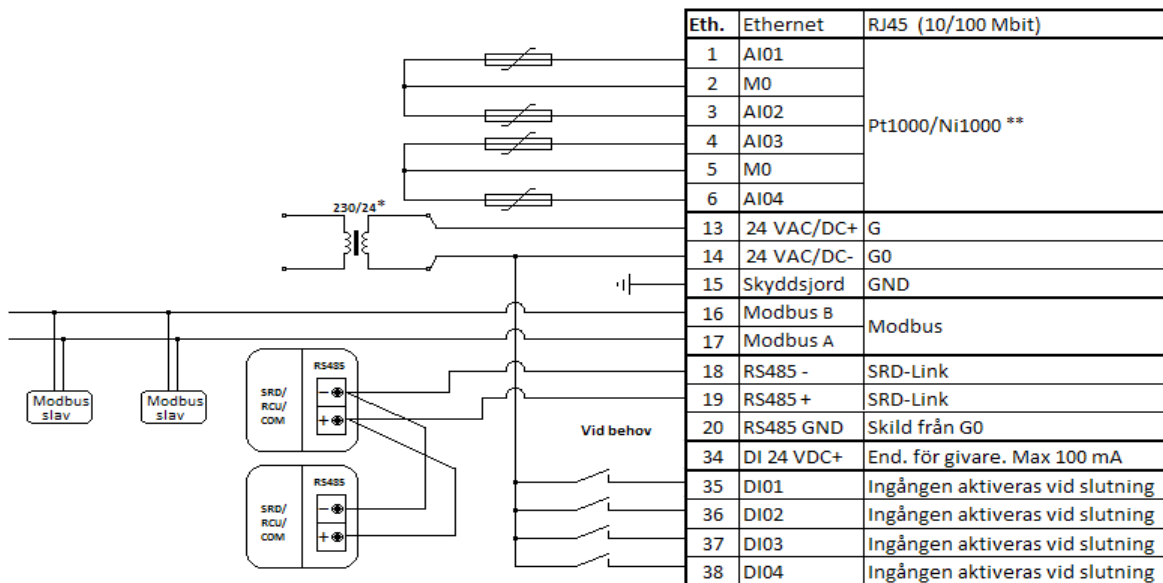 Eth. Ethernet RJ45 (10/100 Mbit)
1 AI01
2 M0
3 AI02
Pt1000/Ni1000 **
4 AI03
5 M0
6 AI04
230/24*
13 24 VAC/DC+ G
14 24 VAC/DC- G0
15 Skyddsjord GND
16 Modbus B
Modbus
17 Modbus A
18 RS485 - SRD-Link
19 RS485 + SRD-Link
20 RS485 GND Skild från G0
34 DI 24 VDC+ End. för givare. Max 100 mA
35 DI01 Ingången aktiveras vid slutning
36 DI02 Ingången aktiveras vid slutning
37 DI03 Ingången aktiveras vid slutning
38 DI04 Ingången aktiveras vid slutning
Modbus
slav
Modbus
slav
RS485
SRD/
RCU/
COM
−
+
Vid behov
RS485
SRD/
RCU/
COM
−
+